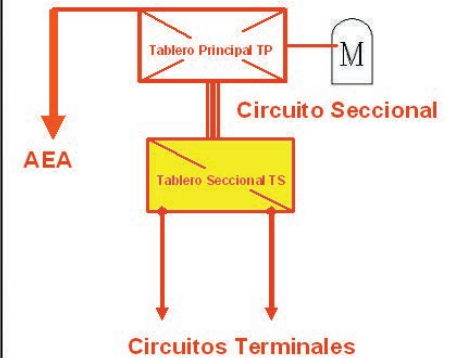 Tablero Principal TP
M
Circuito Seccional
AEA
Tablero Seccional TS
Circuitos Terminales